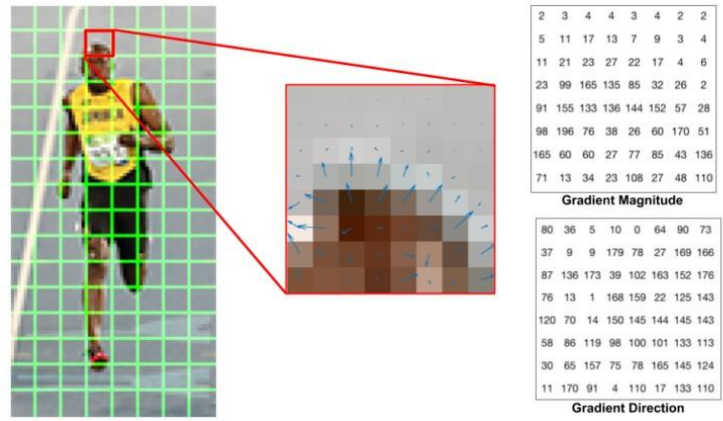 2 3 4 4 3 4 2 2
5 11 17 13 7 9 3 4
11 21 23 27 22 17 4 6
23 99 165 135 85 32 26 2
91 155 133 136 144 152 57 28
98 196 76 38 26 60 170 51
165 60 60 27 77 85 43 136
71 13 34 23 108 27 48 110
Gradient Magnitude
80 36 5 10 0 64 90 73
37 9 9 179 78 27 169 166
87 136 173 39 102 163 152 176
76 13 1 168 159 22 125 143
120 70 14 150 145 144 145 143
58 86 119 98 100 101 133 113
30 65 157 75 78 165 145 124
11 170 91 4 110 17 133 110
Gradient Direction